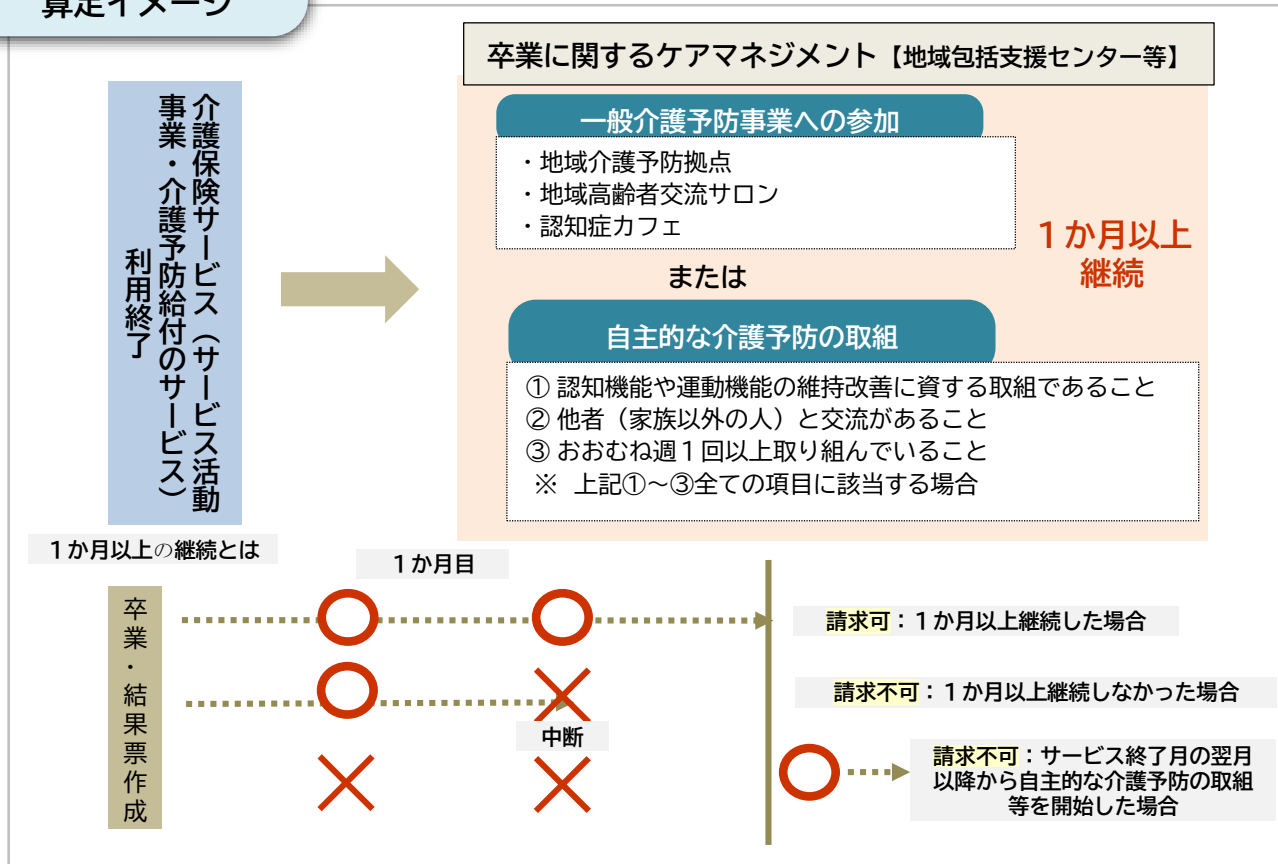 算定イメージ
卒業に関するケアマネジメント【地域包括支援センター等】
介護保険サービス（サービス活動
事業・介護予防給付のサービス）
利用終了
一般介護予防事業への参加
・地域介護予防拠点
・地域高齢者交流サロン
・認知症カフェ
または
１か月以上
継続
自主的な介護予防の取組
① 認知機能や運動機能の維持改善に資する取組であること
② 他者（家族以外の人）と交流があること
③ おおむね週１回以上取り組んでいること
※　上記①～③全ての項目に該当する場合
１か月以上の継続とは
１か月目
卒業・結果票作成
請求可：１か月以上継続した場合
請求不可：１か月以上継続しなかった場合
中断
請求不可：サービス終了月の翌月
以降から自主的な介護予防の取組
等を開始した場合